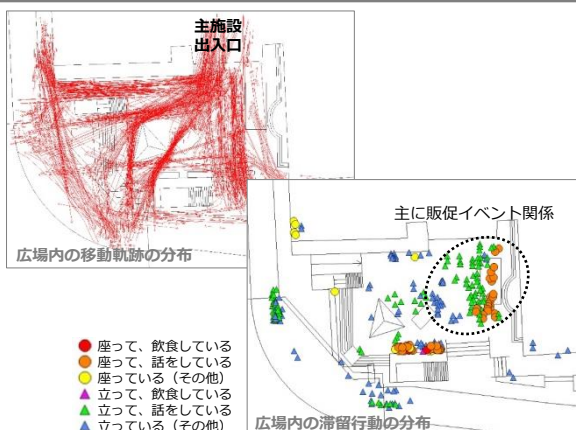 主施設
出入口
広場内の移動軌跡の分布
主に販促イベント関係
座って、飲食している
座って、話をしている
座っている（その他）
立って、飲食している
立って、話をしている
立っている（その他）
広場内の滞留行動の分布